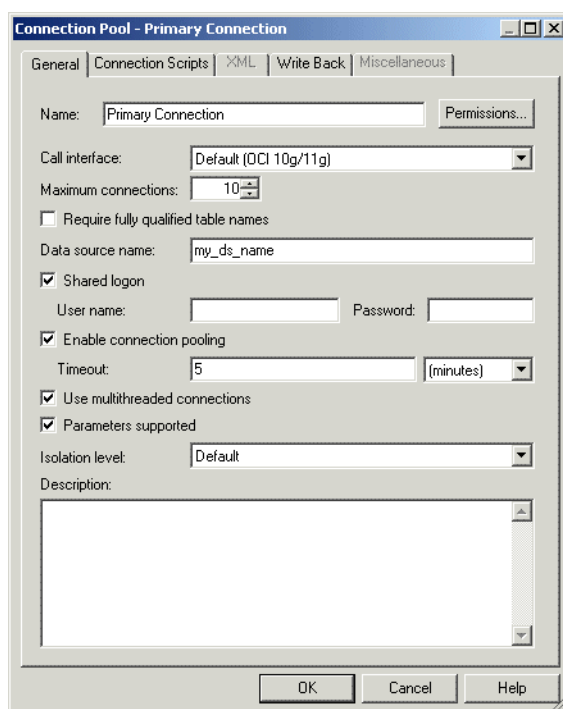 Connection Pool - Primary Connection
General Connection Scripts XML Write Back Miscellaneous
Name: Primary Connection Permissions...
Call interface: Default (OCI 10g/11g)
Maximum connections: 10
Require fully qualified table names
Data source name: my_ds_name
Shared logon
User name: Password:
Enable connection pooling
Timeout: 5 (minutes)
Use multithreaded connections
Parameters supported
Isolation level: Default
Description:
OK Cancel Help